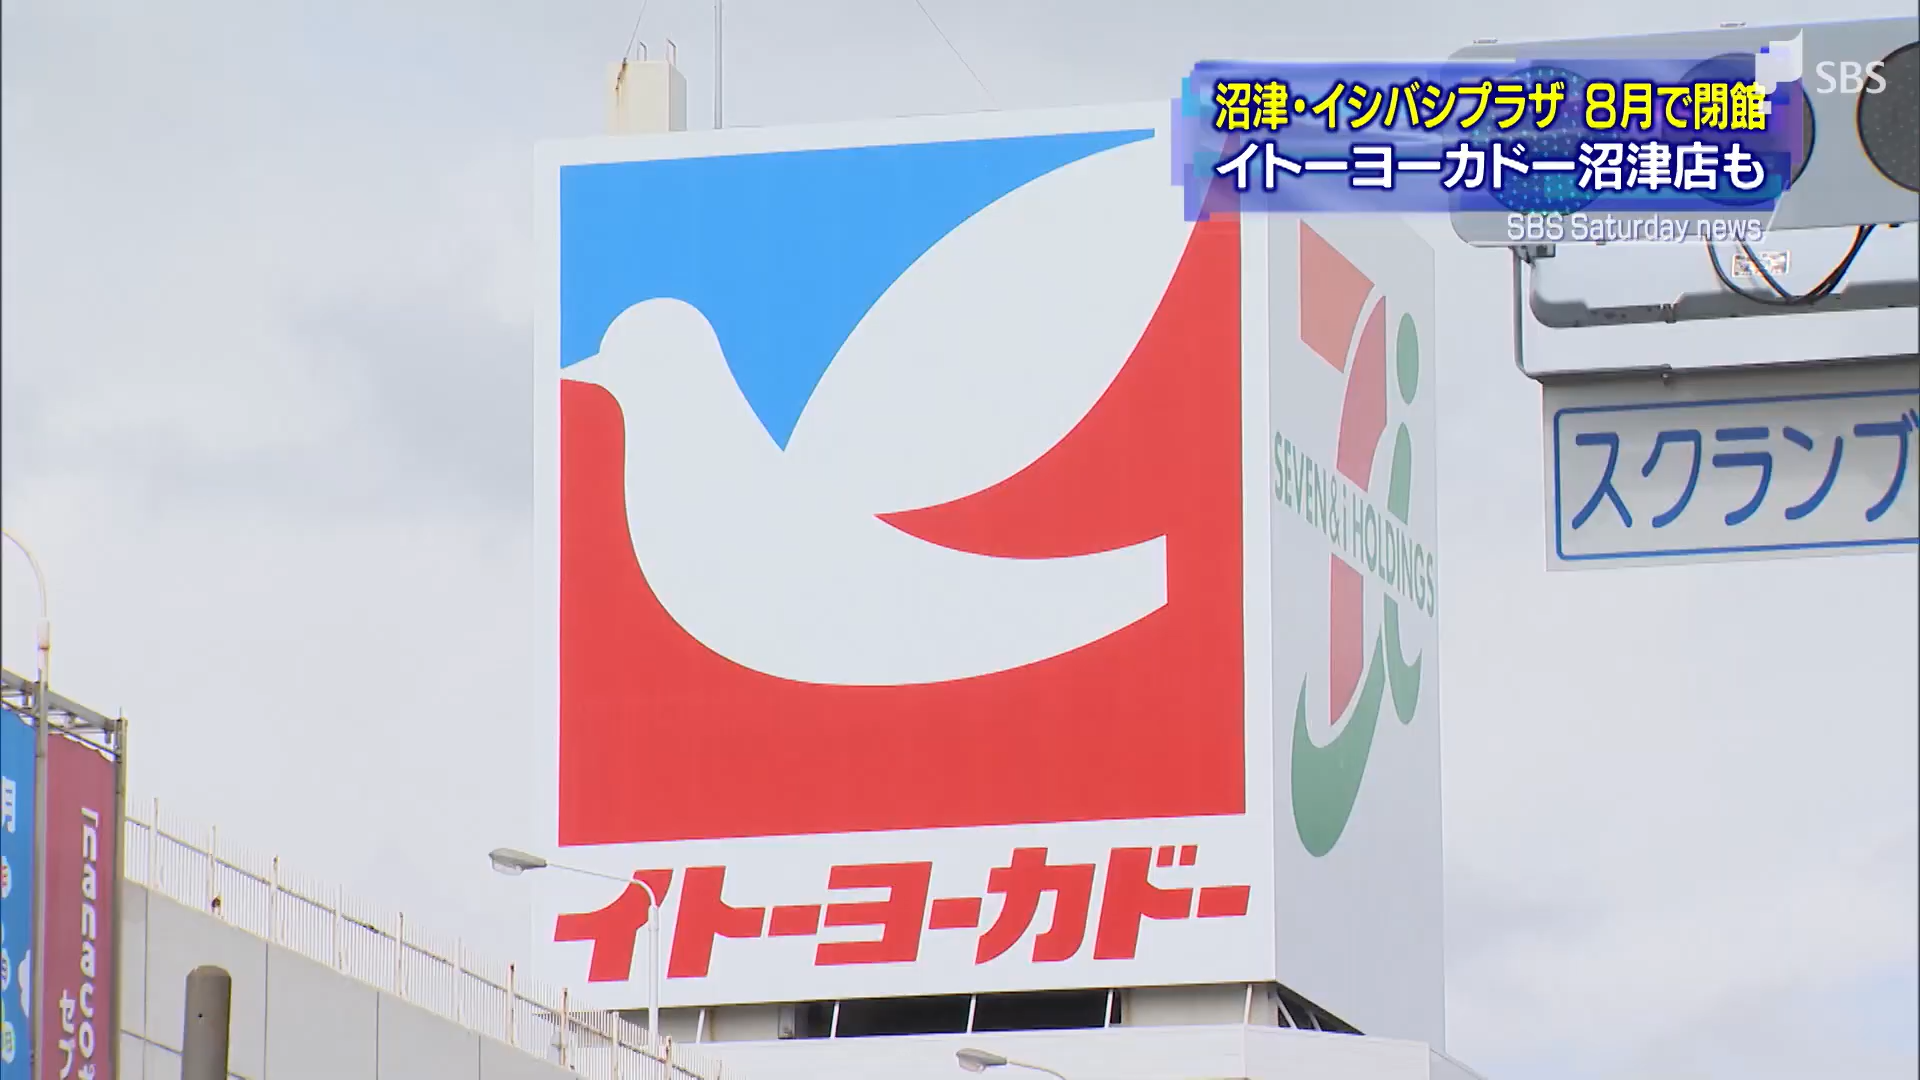 沼津・イシバシプラザ 8月で閉館
イトーヨーカドー沼津店も
SBS Saturday news
SBS
SEVEN & i HOLDINGS
スクランブ
イトーヨーカドー